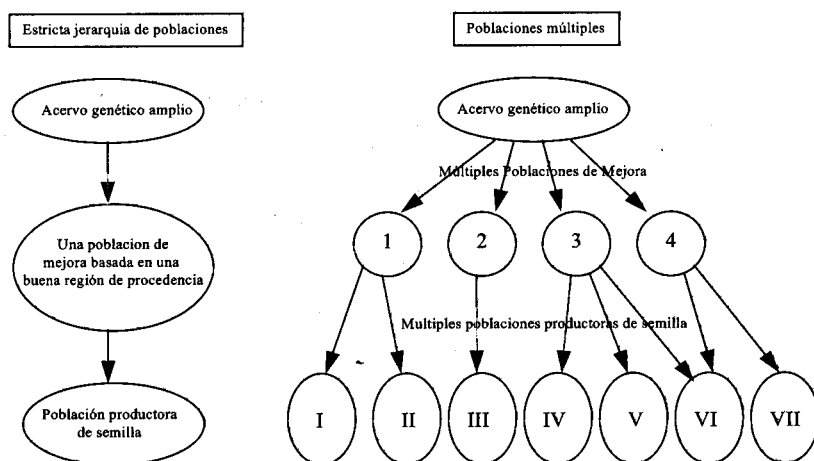 Estricta jerarquia de poblaciones
Acervo genético amplio
Una poblacion de
mejora basada en una
buena región de procedencia
Población productora
de semilla
Poblaciones múltiples
Acervo genético amplio
Múltiples Poblaciones de Mejora
1
2
3
4
Multiples poblaciones productoras de semilla
I
II
III
IV
V
VI
VII